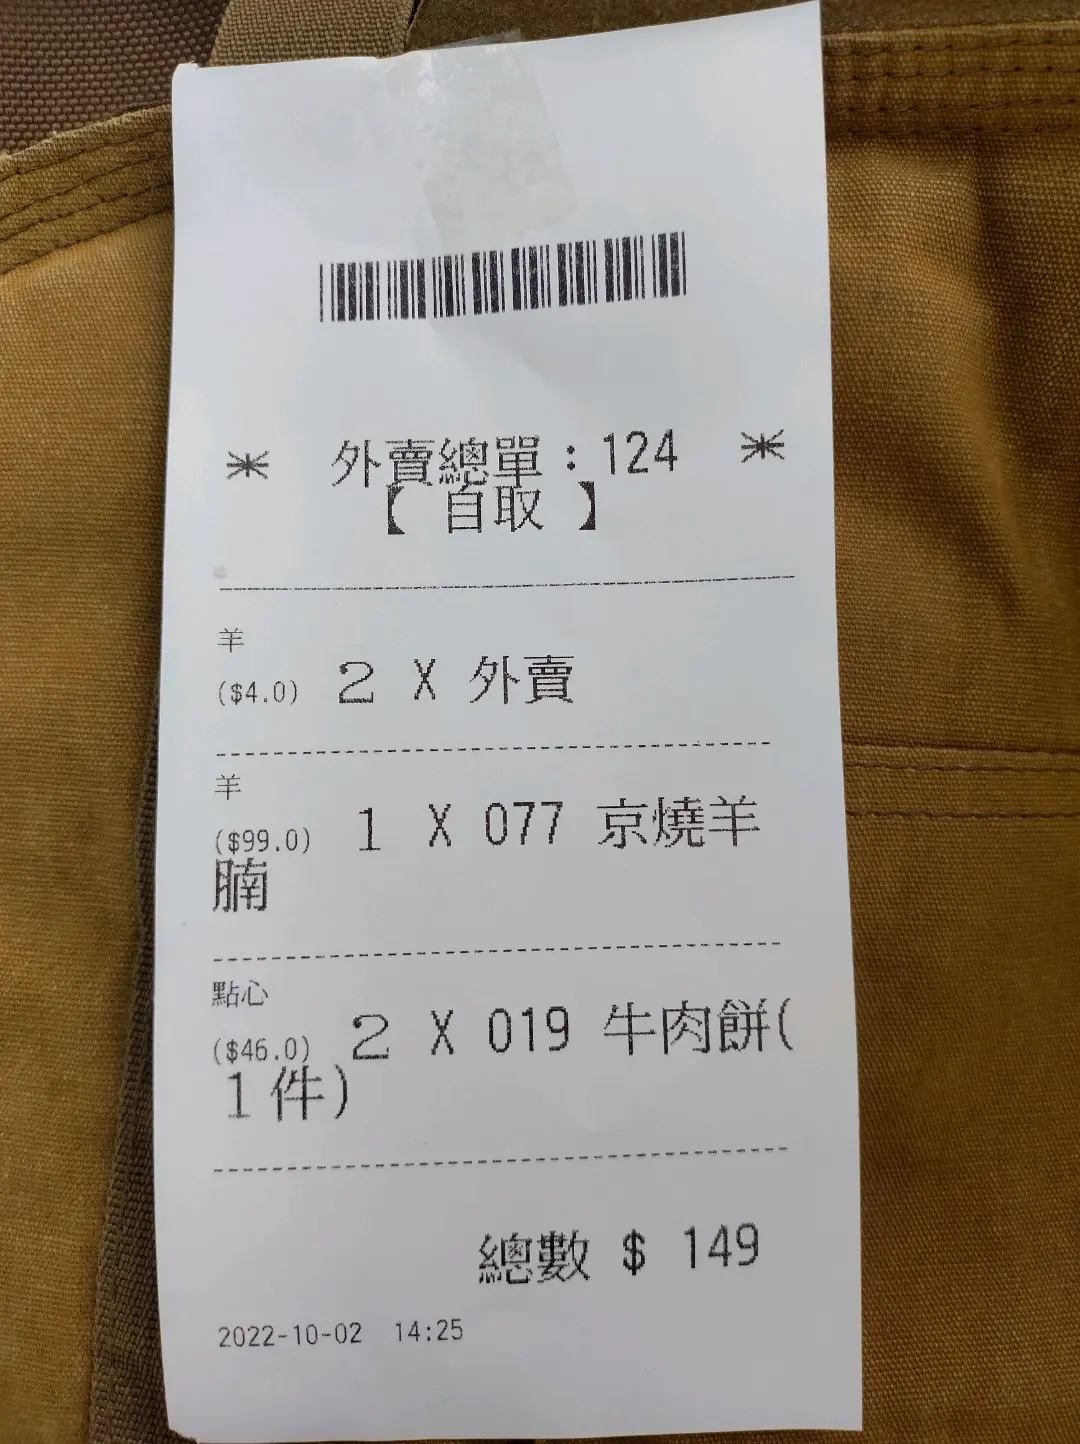 * 外賣總單:124 *
【 自取 】
羊
($4.0) 2 X 外賣
羊
($99.0) 1 X 077 京燒羊
腩
點心
($46.0) 2 X 019 牛肉餅(
1件)
總數 $ 149
2022-10-02 14:25